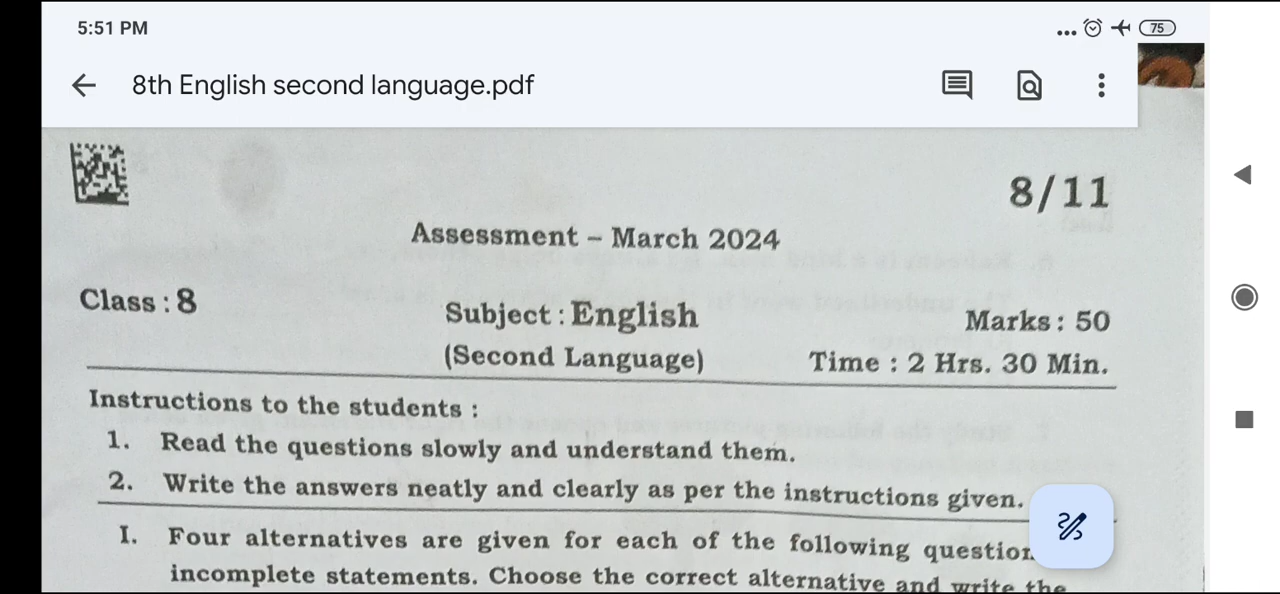 5:51 PM
75
8th English second language.pdf
8/11
Assessment – March 2024
Class : 8
Subject : English
Marks : 50
(Second Language)
Time : 2 Hrs. 30 Min.
Instructions to the students :
1. Read the questions slowly and understand them.
2. Write the answers neatly and clearly as per the instructions given.
I. Four alternatives are given for each of the following
incomplete statements. Choose the correct alternative and write the